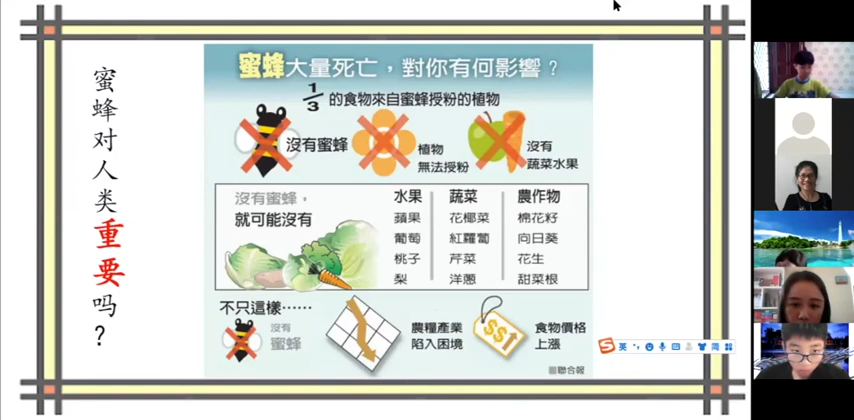 蜜蜂对人类重要吗？
蜜蜂大量死亡，對你有何影響？
1/3 的食物來自蜜蜂授粉的植物
沒有蜜蜂
植物
無法授粉
沒有
蔬菜水果
沒有蜜蜂，
就可能沒有
水果 蔬菜 農作物
蘋果 花椰菜 棉花籽
葡萄 紅蘿蔔 向日葵
桃子 芹菜 花生
梨 洋蔥 甜菜根
不只這樣……
沒有
蜜蜂
農糧產業
陷入困境
$$
食物價格
上漲
聯合報
S 英 简